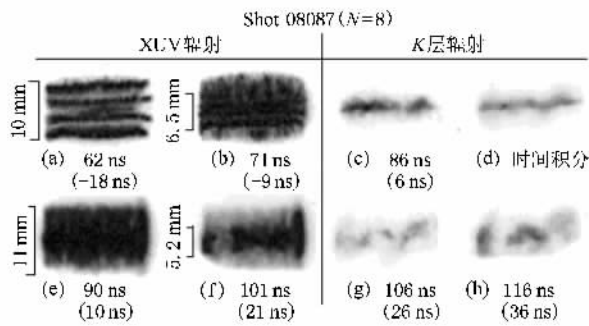 Shot 08087 (N=8)
XUV辐射 K层辐射
10 mm 6.5 mm
(a) 62 ns (b) 71 ns (c) 86 ns (d) 时间积分
(-18 ns) (-9 ns) (6 ns)
11 mm 5.2 mm
(e) 90 ns (f) 101 ns (g) 106 ns (h) 116 ns
(10 ns) (21 ns) (26 ns) (36 ns)